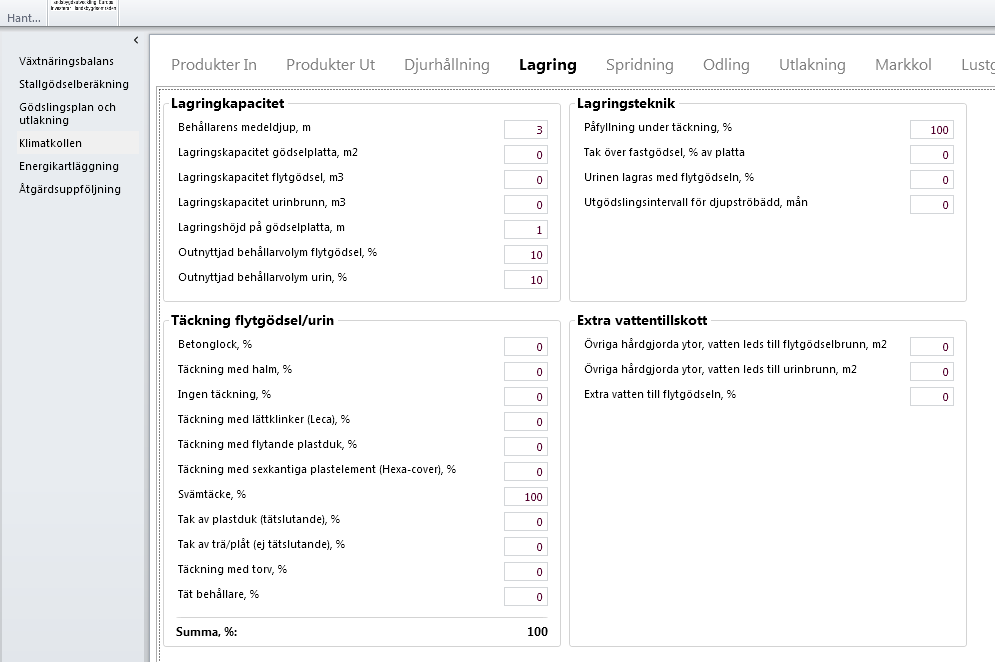 Hant...
Växtnäringsbalans
Stallgödselberäkning
Gödslingsplan och
utlakning
Klimatkollen
Energikartläggning
Åtgärdsuppföljning
Produkter In Produkter Ut Djurhållning Lagring Spridning Odling Utlakning Markkol Lustg
Lagringkapacitet
Behållarens medeldjup, m 3
Lagringskapacitet gödselplatta, m2 0
Lagringskapacitet flytgödsel, m3 0
Lagringskapacitet urinbrunn, m3 0
Lagringshöjd på gödselplatta, m 1
Outnyttjad behållarvolym flytgödsel, % 10
Outnyttjad behållarvolym urin, % 10
Lagringsteknik
Påfyllning under täckning, % 100
Tak över fastgödsel, % av platta 0
Urinen lagras med flygödseln, % 0
Utgödslingsintervall för djupströbädd, mån 0
Täckning flytgödsel/urin
Betonglock, % 0
Täckning med halm, % 0
Ingen täckning, % 0
Täckning med lättklinker (Leca), % 0
Täckning med flytande plastduk, % 0
Täckning med sexkantiga plastelement (Hexa-cover), % 0
Svämtäcke, % 100
Tak av plastduk (tätslutande), % 0
Tak av trä/plåt (ej tätslutande), % 0
Täckning med torv, % 0
Tät behållare, % 0
Summa, %: 100
Extra vattentillskott
Övriga hårdgjorda ytor, vatten leds till flytgödselbrunn, m2 0
Övriga hårdgjorda ytor, vatten leds till urinbrunn, m2 0
Extra vatten till flytgödseln, % 0